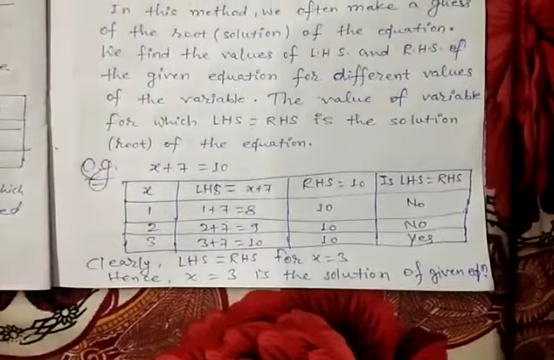 In this method, we often make a guess
of the root (solution) of the equation.
We find the values of L.H.S. and R.H.S. of
the given equation for different values
of the variable. The value of variable
for which LHS = RHS is the solution
(root) of the equation.
e.g. x+7 = 10
x LHS = x+7 RHS = 10 Is LHS = RHS
1 1+7 = 8 10 No
2 2+7 = 9 10 No
3 3+7 = 10 10 Yes
Clearly, LHS = RHS for x = 3
Hence, x = 3 is the solution of given eqn